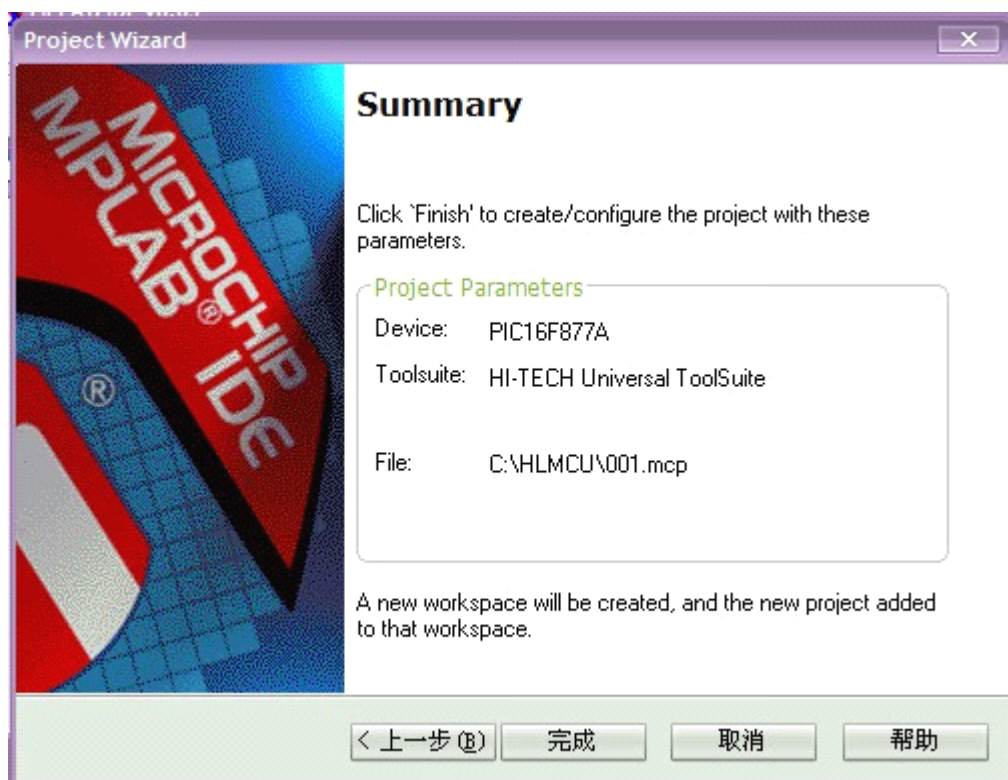 Project Wizard
MICROCHIP
MPLAB® IDE
®
Summary
Click `Finish' to create/configure the project with these
parameters.
Project Parameters
Device: PIC16F877A
Toolsuite: HI-TECH Universal ToolSuite
File: C:\HLMCU\001.mcp
A new workspace will be created, and the new project added
to that workspace.
< 上一步(B) 完成 取消 帮助